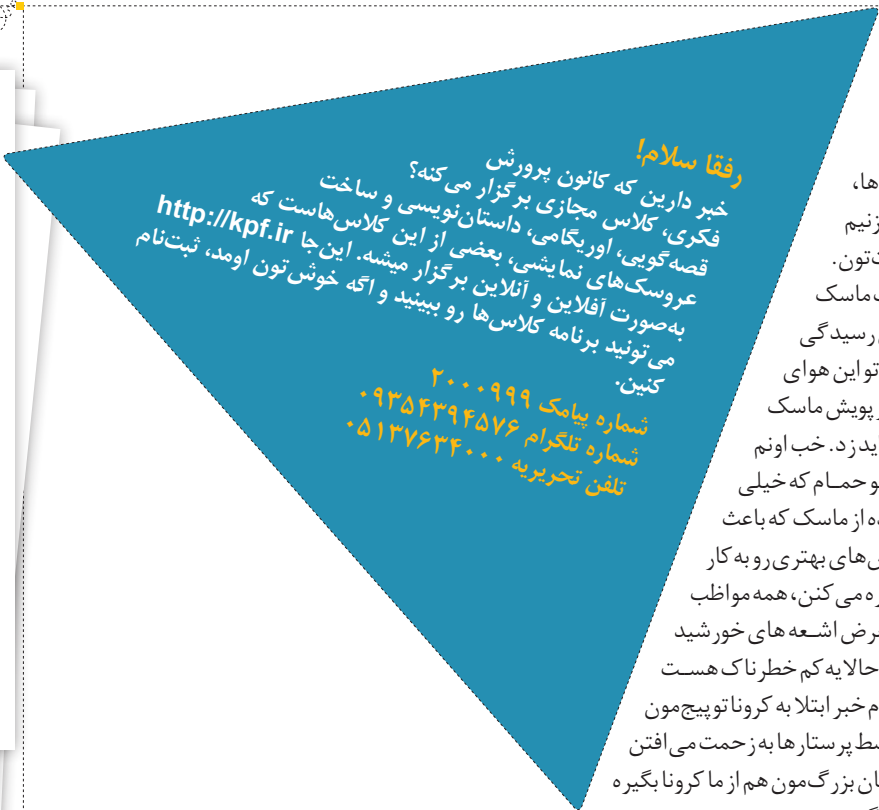 رفقا سلام!
خبر دارین که کانون پرورش
فکری، کلاس مجازی برگزار می‌کنه؟
قصه‌گویی، اوریگامی، داستان‌نویسی و ساخت
عروسک‌های نمایشی، بعضی از این کلاس‌هاست که
به‌صورت آفلاین و آنلاین برگزار میشه. این‌جا http://kpf.ir
می‌تونید برنامه کلاس‌ها رو ببینید و اگه خوش‌تون اومد، ثبت‌نام
کنین.
شماره پیامک ۲۰۰۰۹۹۹
شماره تلگرام ۰۹۳۵۴۳۹۴۵۷۶
تلفن تحریریه ۰۵۱۳۷۶۳۴۰۰۰
ها،
زنیم
تون.
ماسک
رسیدگی
تو این هوای
پویش ماسک
ید زد. خب اونم
و حمام که خیلی
ه از ماسک که باعث
های بهتری رو به کار
ره می‌کنن، همه مواظب
رض اشعه‌های خورشید
حالا یه کم خطرناک هست
م خبر ابتلا به کرونا تو پیج‌مون
سط پرستارها به زحمت می‌افتن
ان بزرگ‌مون هم از ما کرونا بگیره